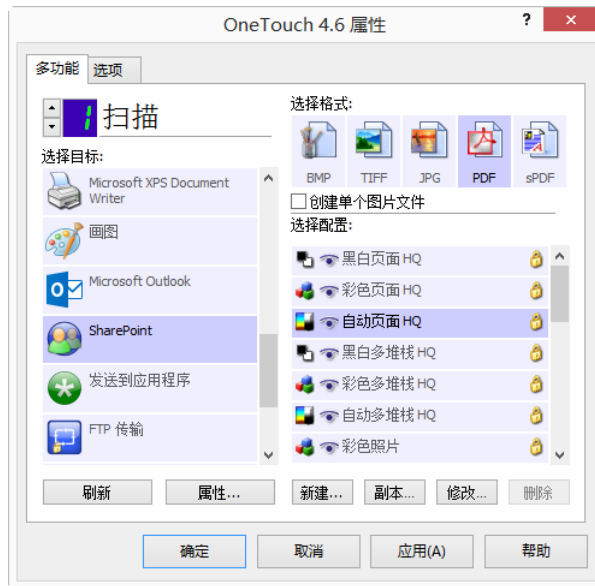 OneTouch 4.6 属性
?
×
多功能
选项
1 扫描
选择目标:
Microsoft XPS Document
Writer
画图
Microsoft Outlook
SharePoint
发送到应用程序
FTP 传输
刷新
属性...
选择格式:
BMP
TIFF
JPG
PDF
sPDF
创建单个图片文件
选择配置:
黑白页面 HQ
彩色页面 HQ
自动页面 HQ
黑白多堆栈 HQ
彩色多堆栈 HQ
自动多堆栈 HQ
彩色照片
新建...
副本...
修改...
删除
确定
取消
应用(A)
帮助